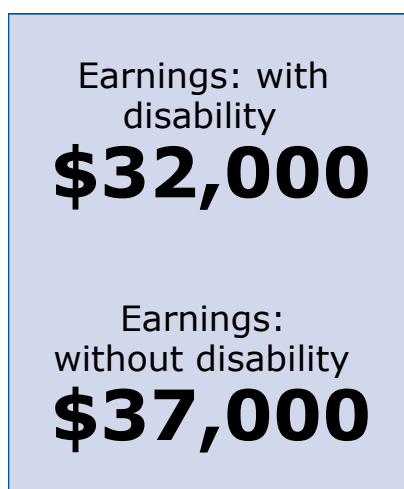 Earnings: with
disability
$32,000
Earnings:
without disability
$37,000